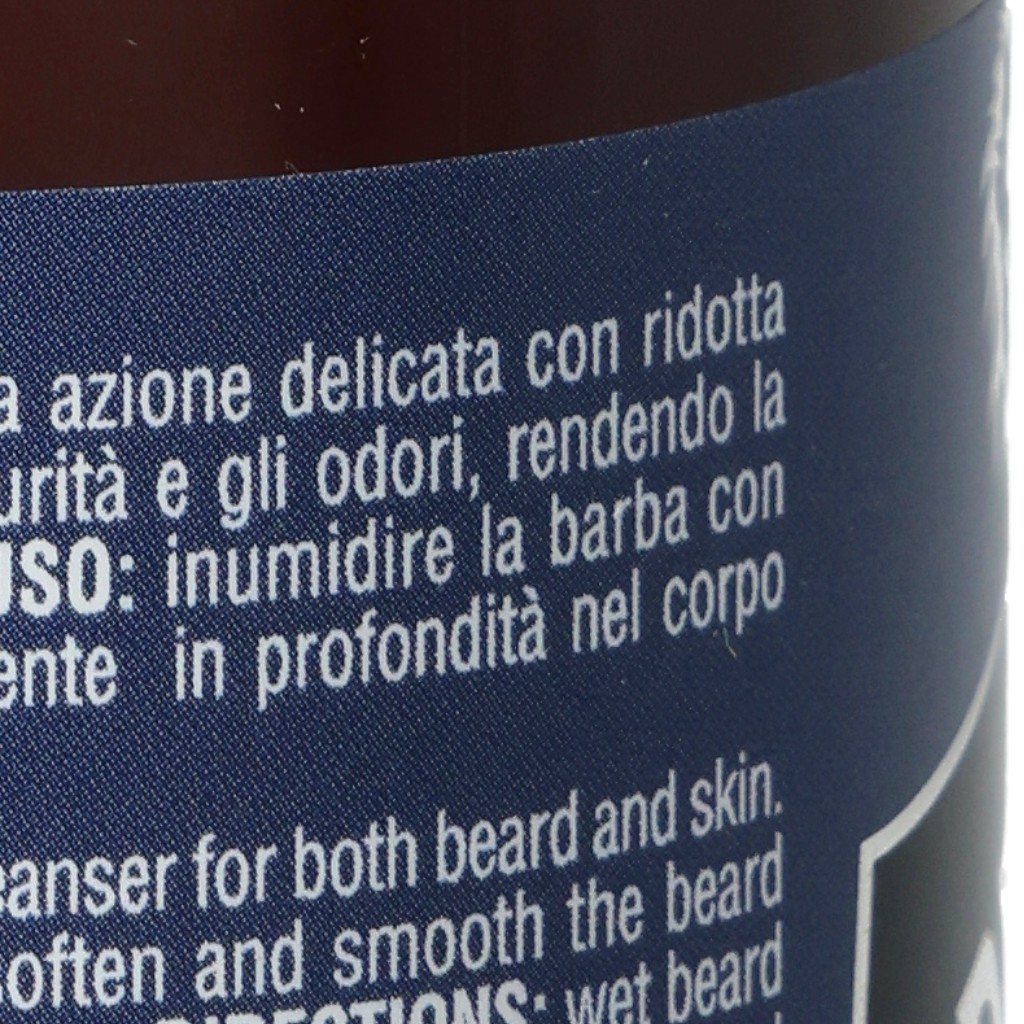 a azione delicata con ridotta
urità e gli odori, rendendo la
USO: inumidire la barba con
ente in profondità nel corpo
eanser for both beard and skin.
soften and smooth the beard
DIRECTIONS: wet beard